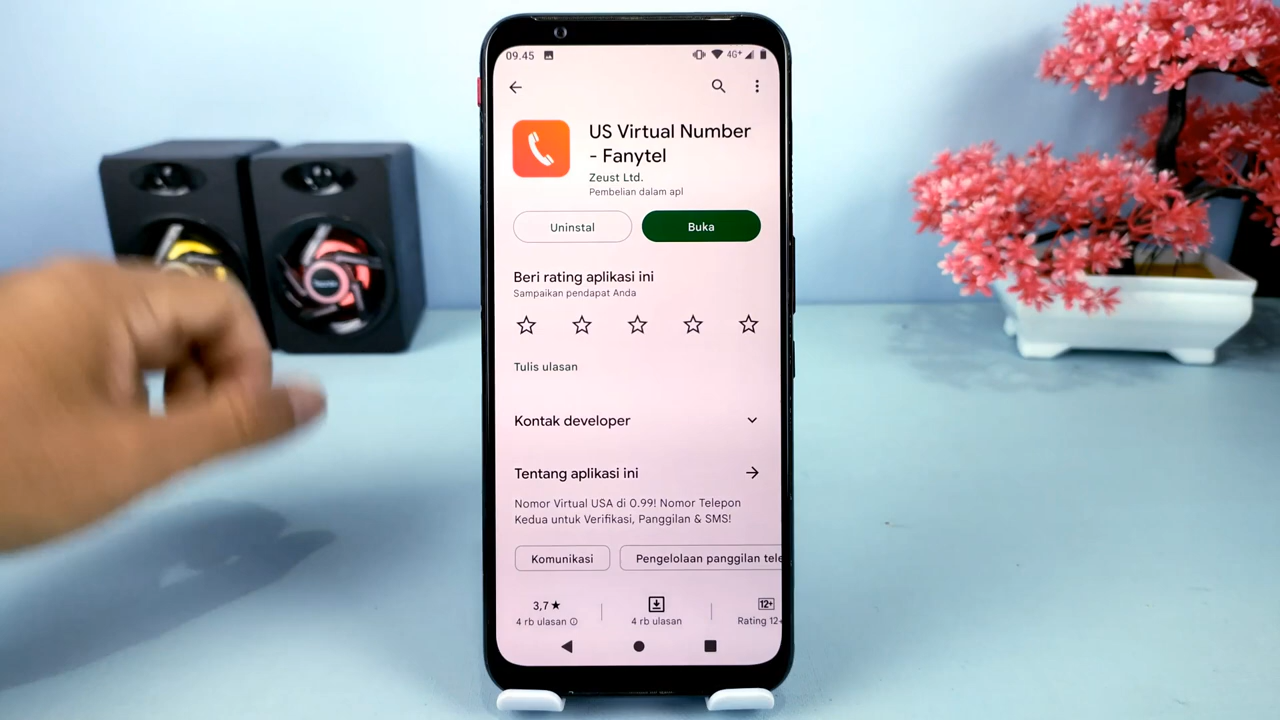 09.45
4G+
US Virtual Number
- Fanytel
Zeust Ltd.
Pembelian dalam apl
Uninstal
Buka
Beri rating aplikasi ini
Sampaikan pendapat Anda
Tulis ulasan
Kontak developer
Tentang aplikasi ini
Nomor Virtual USA di 0.99! Nomor Telepon
Kedua untuk Verifikasi, Panggilan & SMS!
Komunikasi
Pengelolaan panggilan tele
3,7★
4 rb ulasan
4 rb ulasan
12+
Rating 12+